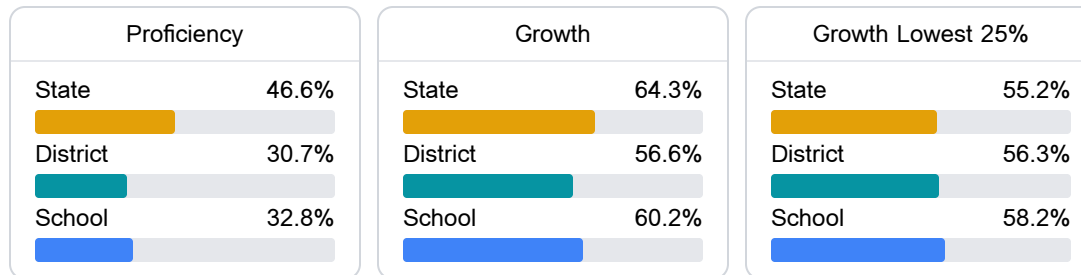 Proficiency
State 46.6%
District 30.7%
School 32.8%
Growth
State 64.3%
District 56.6%
School 60.2%
Growth Lowest 25%
State 55.2%
District 56.3%
School 58.2%